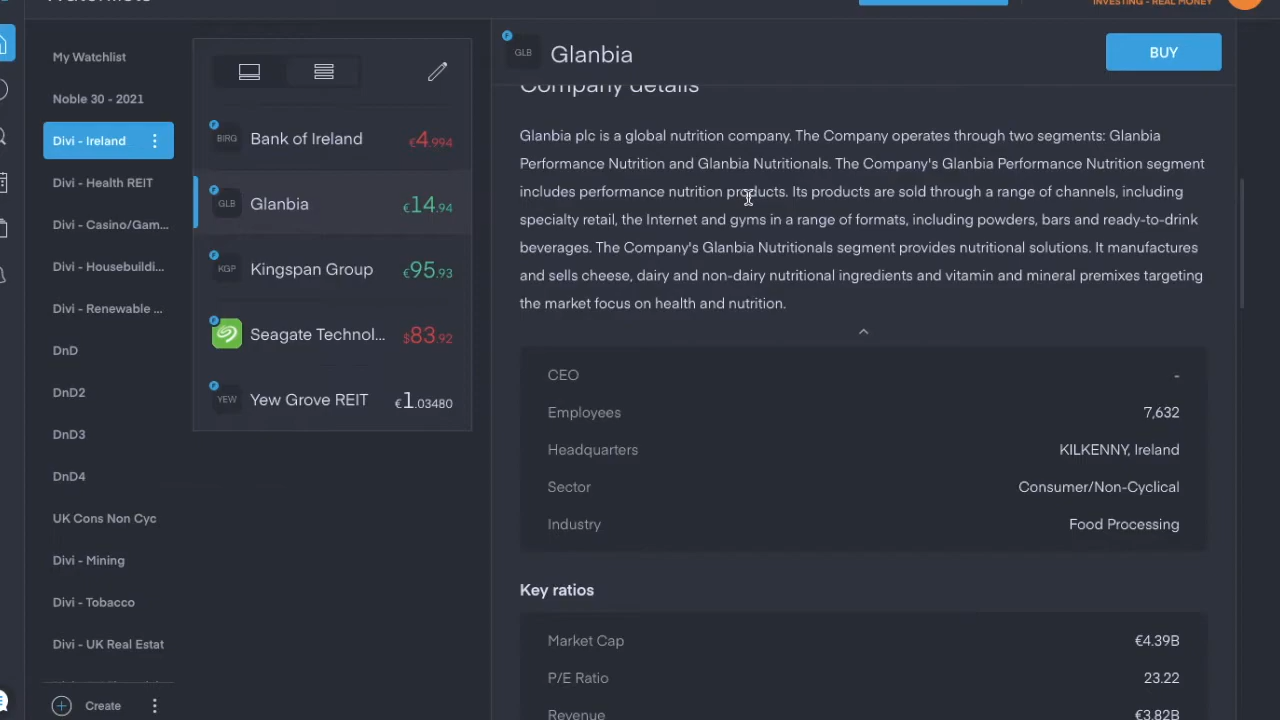 Watchlists
INVESTING - REAL MONEY
My Watchlist
Noble 30 - 2021
Divi - Ireland
Divi - Health REIT
Divi - Casino/Gam...
Divi - Housebuildi...
Divi - Renewable ...
DnD
DnD2
DnD3
DnD4
UK Cons Non Cyc
Divi - Mining
Divi - Tobacco
Divi - UK Real Estat
Create
BIRG Bank of Ireland €4.994
GLB Glanbia €14.94
KGP Kingspan Group €95.93
Seagate Technol... $83.92
YEW Yew Grove REIT €1.03480
GLB Glanbia
BUY
Company details
Glanbia plc is a global nutrition company. The Company operates through two segments: Glanbia
Performance Nutrition and Glanbia Nutritionals. The Company's Glanbia Performance Nutrition segment
includes performance nutrition products. Its products are sold through a range of channels, including
specialty retail, the Internet and gyms in a range of formats, including powders, bars and ready-to-drink
beverages. The Company's Glanbia Nutritionals segment provides nutritional solutions. It manufactures
and sells cheese, dairy and non-dairy nutritional ingredients and vitamin and mineral premixes targeting
the market focus on health and nutrition.
CEO -
Employees 7,632
Headquarters KILKENNY, Ireland
Sector Consumer/Non-Cyclical
Industry Food Processing
Key ratios
Market Cap €4.39B
P/E Ratio 23.22
Revenue €3.82B